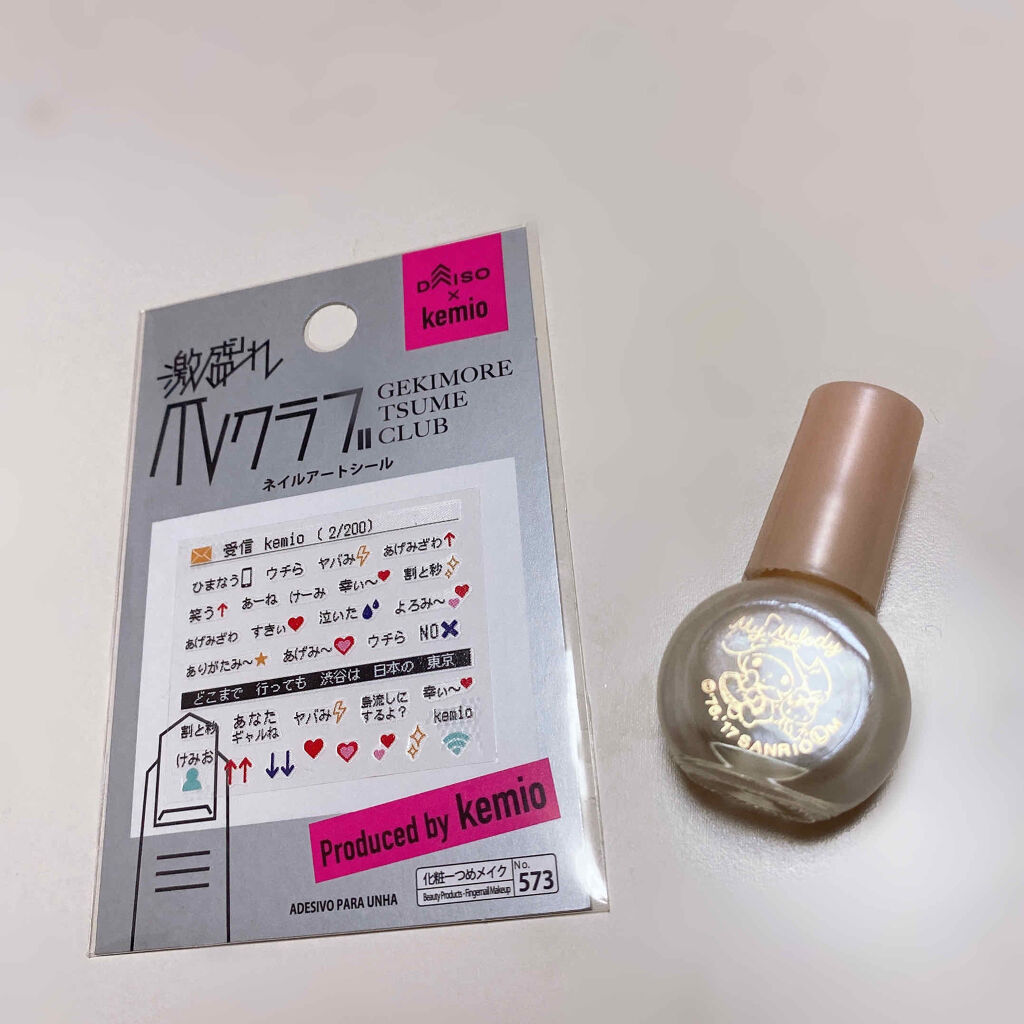 DAISO
×
kemio
激盛れ
爪クラブ
GEKIMORE
TSUME
CLUB
ネイルアートシール
受信 kemio (2/200)
ひまなう ウチら ヤバみ あげみざわ↑
笑う↑ あーね けーみ 幸ぃ〜 割と秒
あげみざわ すきぃ 泣いた よろみ〜
ありがたみ〜 あげみ〜 ウチら NO
どこまで 行っても 渋谷は 日本の 東京
割と秒 あなた ギャルね ヤバみ 島流しに するよ? 幸ぃ〜 kemio
けみお ↑↑ ↓↓
Produced by kemio
ADESIVO PARA UNHA
化粧ーつめメイク
Beauty Products - Fingernail Makeup
No.
573
My Melody
©'76,'17 SANRIO Ⓛ M